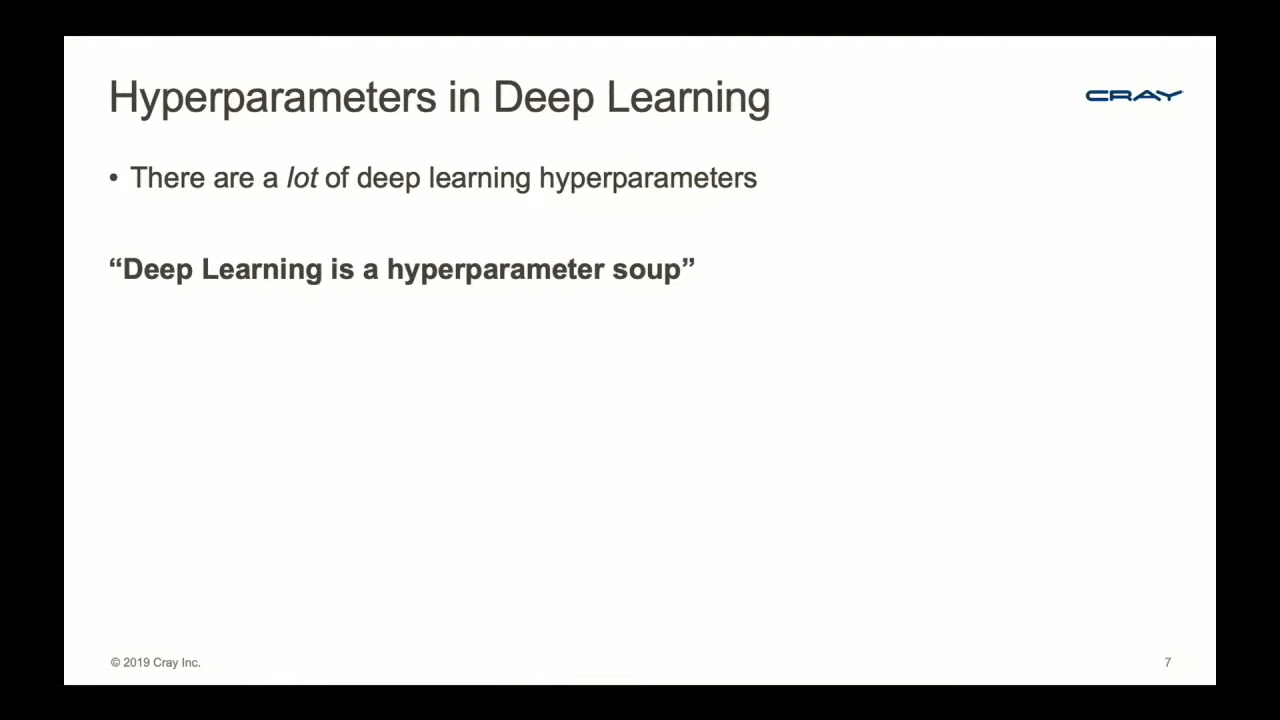 Hyperparameters in Deep Learning
CRAY
• There are a lot of deep learning hyperparameters
“Deep Learning is a hyperparameter soup”
© 2019 Cray Inc.
7